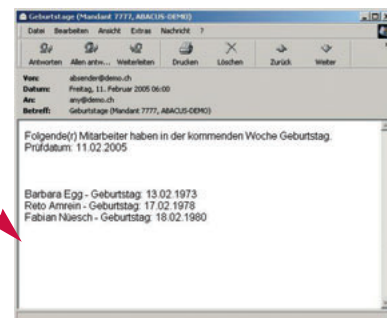 Geburtstage (Mandant 7777, ABACUS-DEMO)
Datei Bearbeiten Ansicht Extras Nachricht ?
Antworten Allen antw... Weiterleiten Drucken Löschen Zurück Weiter
Von: absender@demo.ch
Datum: Freitag, 11. Februar 2005 06:00
An: any@demo.ch
Betreff: Geburtstage (Mandant 7777, ABACUS-DEMO)
Folgende(r) Mitarbeiter haben in der kommenden Woche Geburtstag.
Prüfdatum: 11.02.2005
Barbara Egg - Geburtstag: 13.02.1973
Reto Amrein - Geburtstag: 17.02.1978
Fabian Nüesch - Geburtstag: 18.02.1980